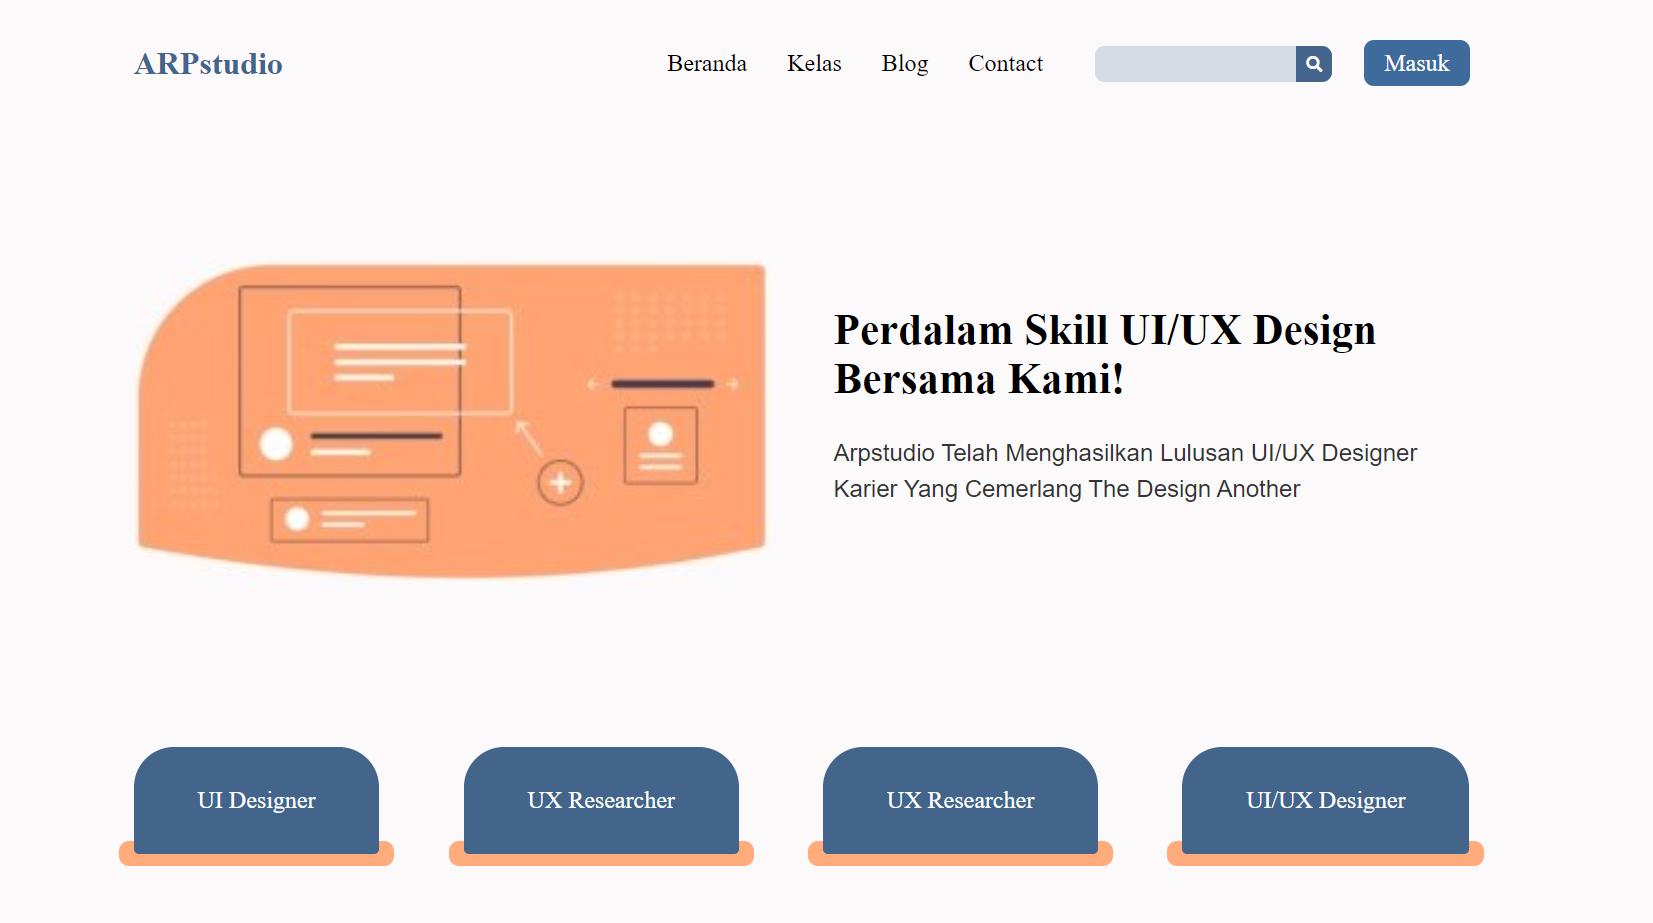 ARPstudio
Beranda Kelas Blog Contact Masuk
Perdalam Skill UI/UX Design
Bersama Kami!
Arpstudio Telah Menghasilkan Lulusan UI/UX Designer
Karier Yang Cemerlang The Design Another
UI Designer
UX Researcher
UX Researcher
UI/UX Designer